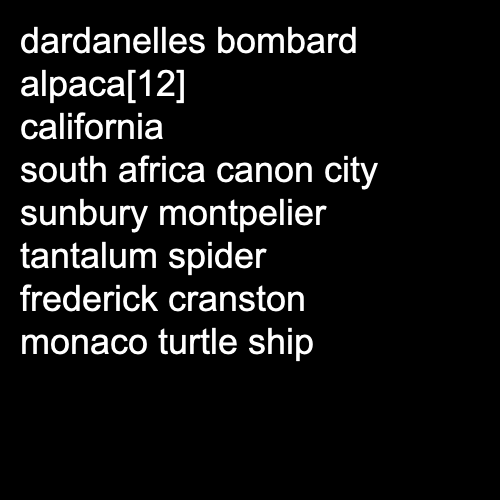 dardanelles bombard
alpaca[12]
california
south africa canon city
sunbury montpelier
tantalum spider
frederick cranston
monaco turtle ship